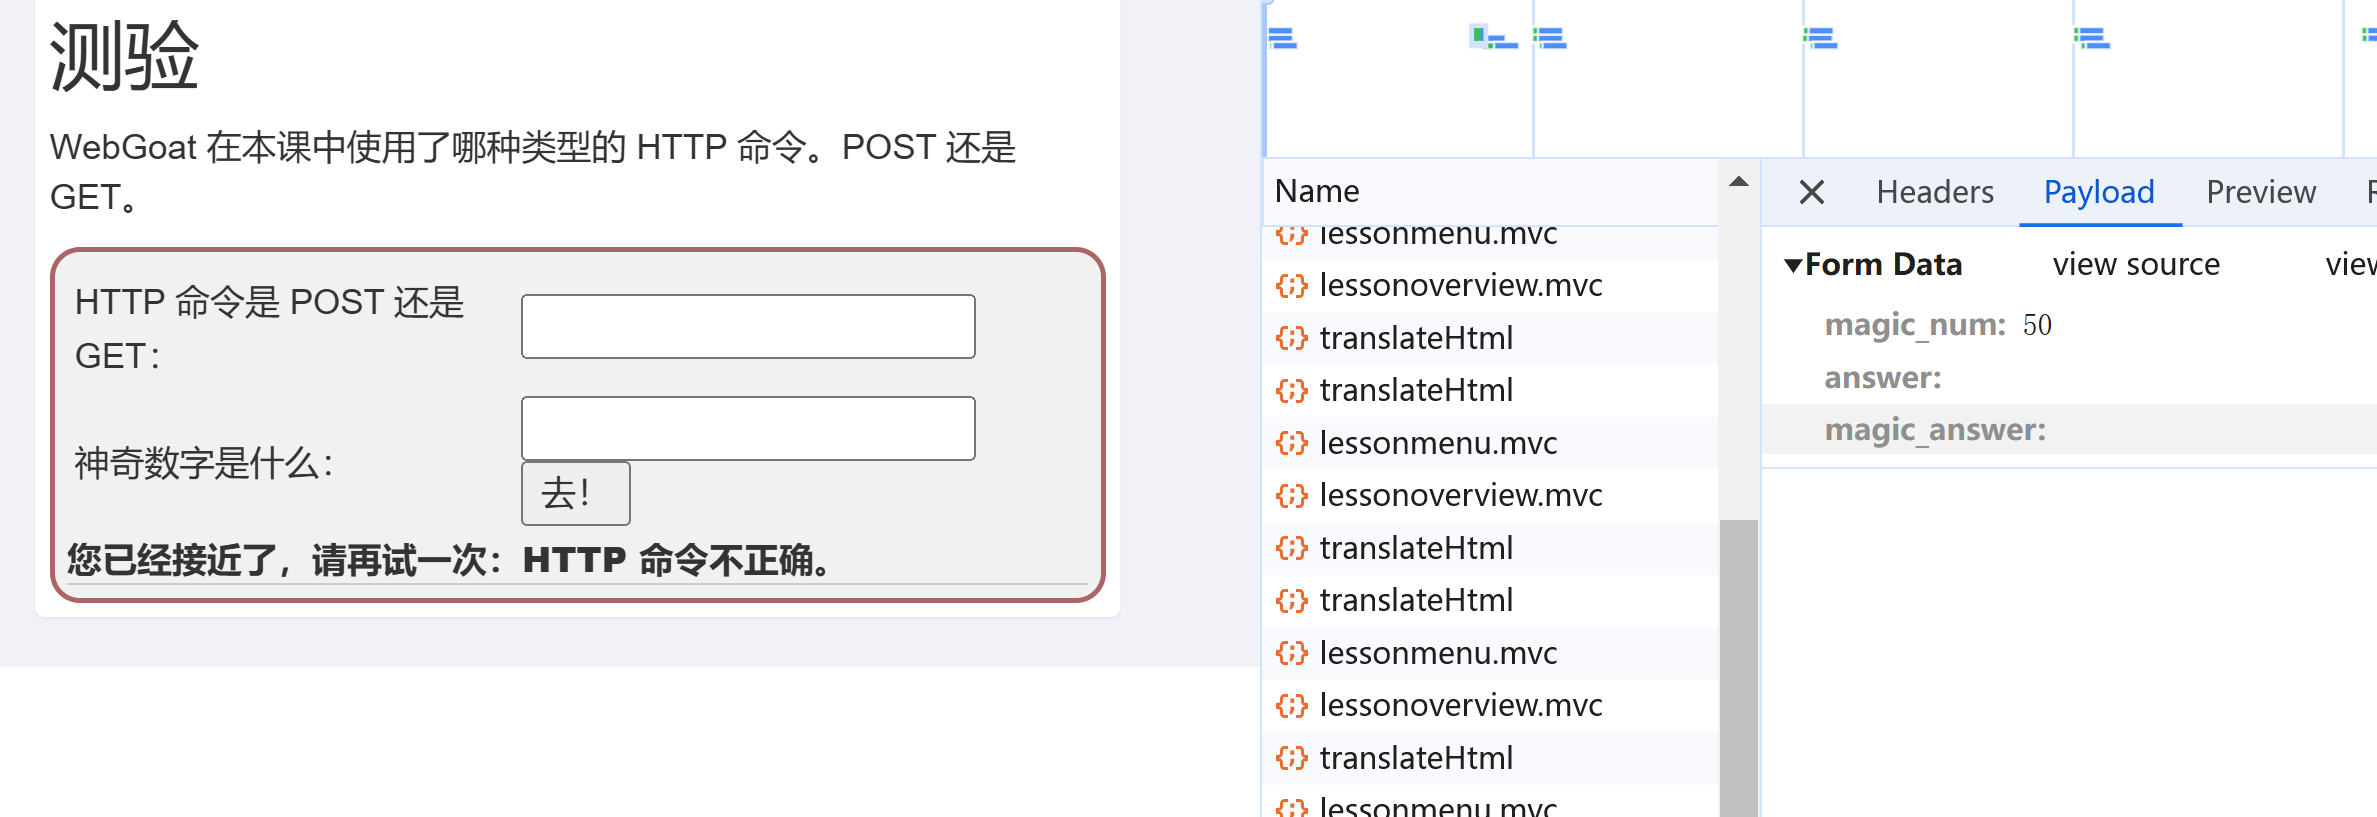 测验
WebGoat 在本课中使用了哪种类型的 HTTP 命令。POST 还是
GET。
HTTP 命令是 POST 还是
GET：
神奇数字是什么：
去！
您已经接近了，请再试一次：HTTP 命令不正确。
Name
lessonmenu.mvc
lessonoverview.mvc
translateHtml
translateHtml
lessonmenu.mvc
lessonoverview.mvc
translateHtml
translateHtml
lessonmenu.mvc
lessonoverview.mvc
translateHtml
lessonmenu.mvc
Headers Payload Preview
Form Data view source
magic_num: 50
answer:
magic_answer: